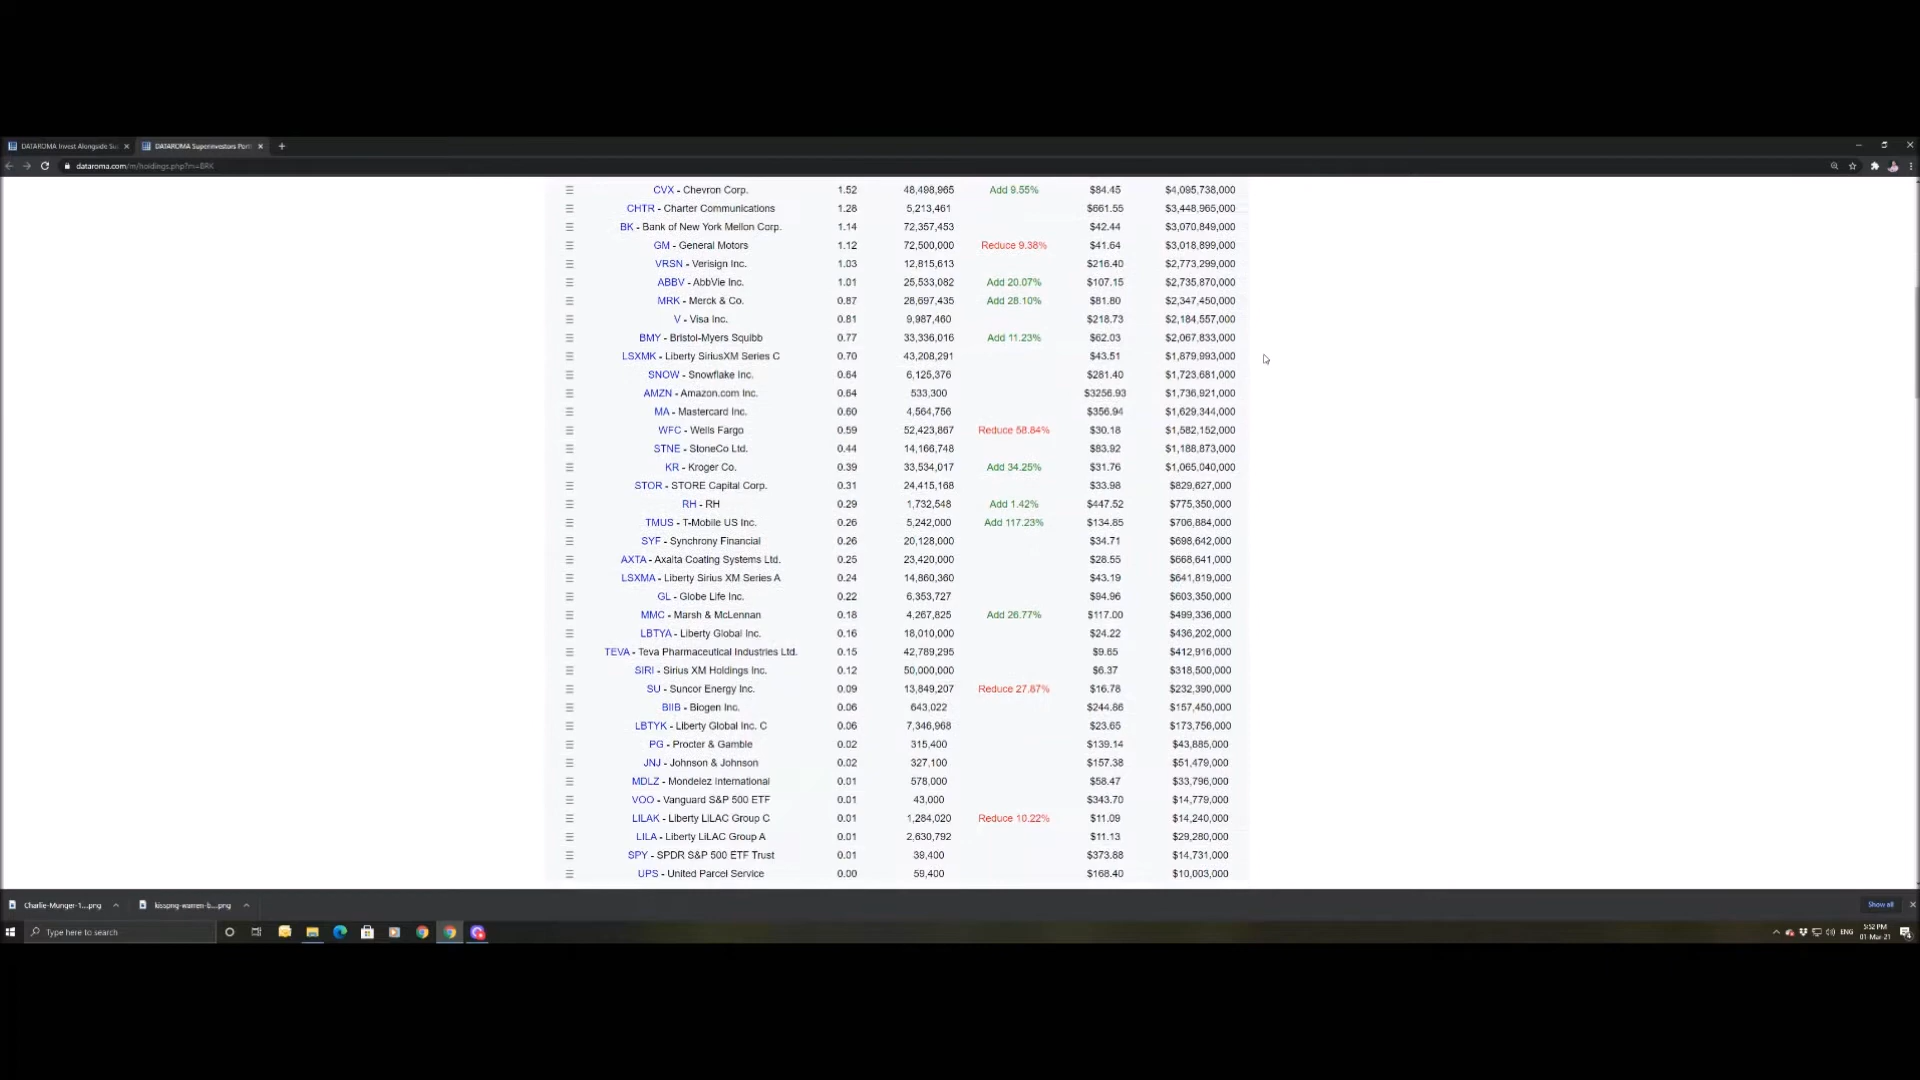 DATAROMA Invest Alongside Su
DATAROMA Superinvestors Port
dataroma.com/m/holdings.php?m=BRK
CVX - Chevron Corp. 1.52 48,498,965 Add 9.55% $84.45 $4,095,738,000
CHTR - Charter Communications 1.28 5,213,461 $661.55 $3,448,965,000
BK - Bank of New York Mellon Corp. 1.14 72,357,453 $42.44 $3,070,849,000
GM - General Motors 1.12 72,500,000 Reduce 9.38% $41.64 $3,018,899,000
VRSN - Verisign Inc. 1.03 12,815,613 $216.40 $2,773,299,000
ABBV - AbbVie Inc. 1.01 25,533,082 Add 20.07% $107.15 $2,735,870,000
MRK - Merck & Co. 0.87 28,697,435 Add 28.10% $81.80 $2,347,450,000
V - Visa Inc. 0.81 9,987,460 $218.73 $2,184,557,000
BMY - Bristol-Myers Squibb 0.77 33,336,016 Add 11.23% $62.03 $2,067,833,000
LSXMK - Liberty SiriusXM Series C 0.70 43,208,291 $43.51 $1,879,993,000
SNOW - Snowflake Inc. 0.64 6,125,376 $281.40 $1,723,681,000
AMZN - Amazon.com Inc. 0.64 533,300 $3256.93 $1,736,921,000
MA - Mastercard Inc. 0.60 4,564,756 $356.94 $1,629,344,000
WFC - Wells Fargo 0.59 52,423,867 Reduce 58.84% $30.18 $1,582,152,000
STNE - StoneCo Ltd. 0.44 14,166,748 $83.92 $1,188,873,000
KR - Kroger Co. 0.39 33,534,017 Add 34.25% $31.76 $1,065,040,000
STOR - STORE Capital Corp. 0.31 24,415,168 $33.98 $829,627,000
RH - RH 0.29 1,732,548 Add 1.42% $447.52 $775,350,000
TMUS - T-Mobile US Inc. 0.26 5,242,000 Add 117.23% $134.85 $706,884,000
SYF - Synchrony Financial 0.26 20,128,000 $34.71 $698,642,000
AXTA - Axalta Coating Systems Ltd. 0.25 23,420,000 $28.55 $668,641,000
LSXMA - Liberty Sirius XM Series A 0.24 14,860,360 $43.19 $641,819,000
GL - Globe Life Inc. 0.22 6,353,727 $94.96 $603,350,000
MMC - Marsh & McLennan 0.18 4,267,825 Add 26.77% $117.00 $499,336,000
LBTYA - Liberty Global Inc. 0.16 18,010,000 $24.22 $436,202,000
TEVA - Teva Pharmaceutical Industries Ltd. 0.15 42,789,295 $9.65 $412,916,000
SIRI - Sirius XM Holdings Inc. 0.12 50,000,000 $6.37 $318,500,000
SU - Suncor Energy Inc. 0.09 13,849,207 Reduce 27.87% $16.78 $232,390,000
BIIB - Biogen Inc. 0.06 643,022 $244.86 $157,450,000
LBTYK - Liberty Global Inc. C 0.06 7,346,968 $23.65 $173,756,000
PG - Procter & Gamble 0.02 315,400 $139.14 $43,885,000
JNJ - Johnson & Johnson 0.02 327,100 $157.38 $51,479,000
MDLZ - Mondelez International 0.01 578,000 $58.47 $33,796,000
VOO - Vanguard S&P 500 ETF 0.01 43,000 $343.70 $14,779,000
LILAK - Liberty LiLAC Group C 0.01 1,284,020 Reduce 10.22% $11.09 $14,240,000
LILA - Liberty LiLAC Group A 0.01 2,630,792 $11.13 $29,280,000
SPY - SPDR S&P 500 ETF Trust 0.01 39,400 $373.88 $14,731,000
UPS - United Parcel Service 0.00 59,400 $168.40 $10,003,000
Charlie-Munger-1....png
kisspng-warren-b....png
Show all
Type here to search
ENG
5:52 PM
01-Mar-21